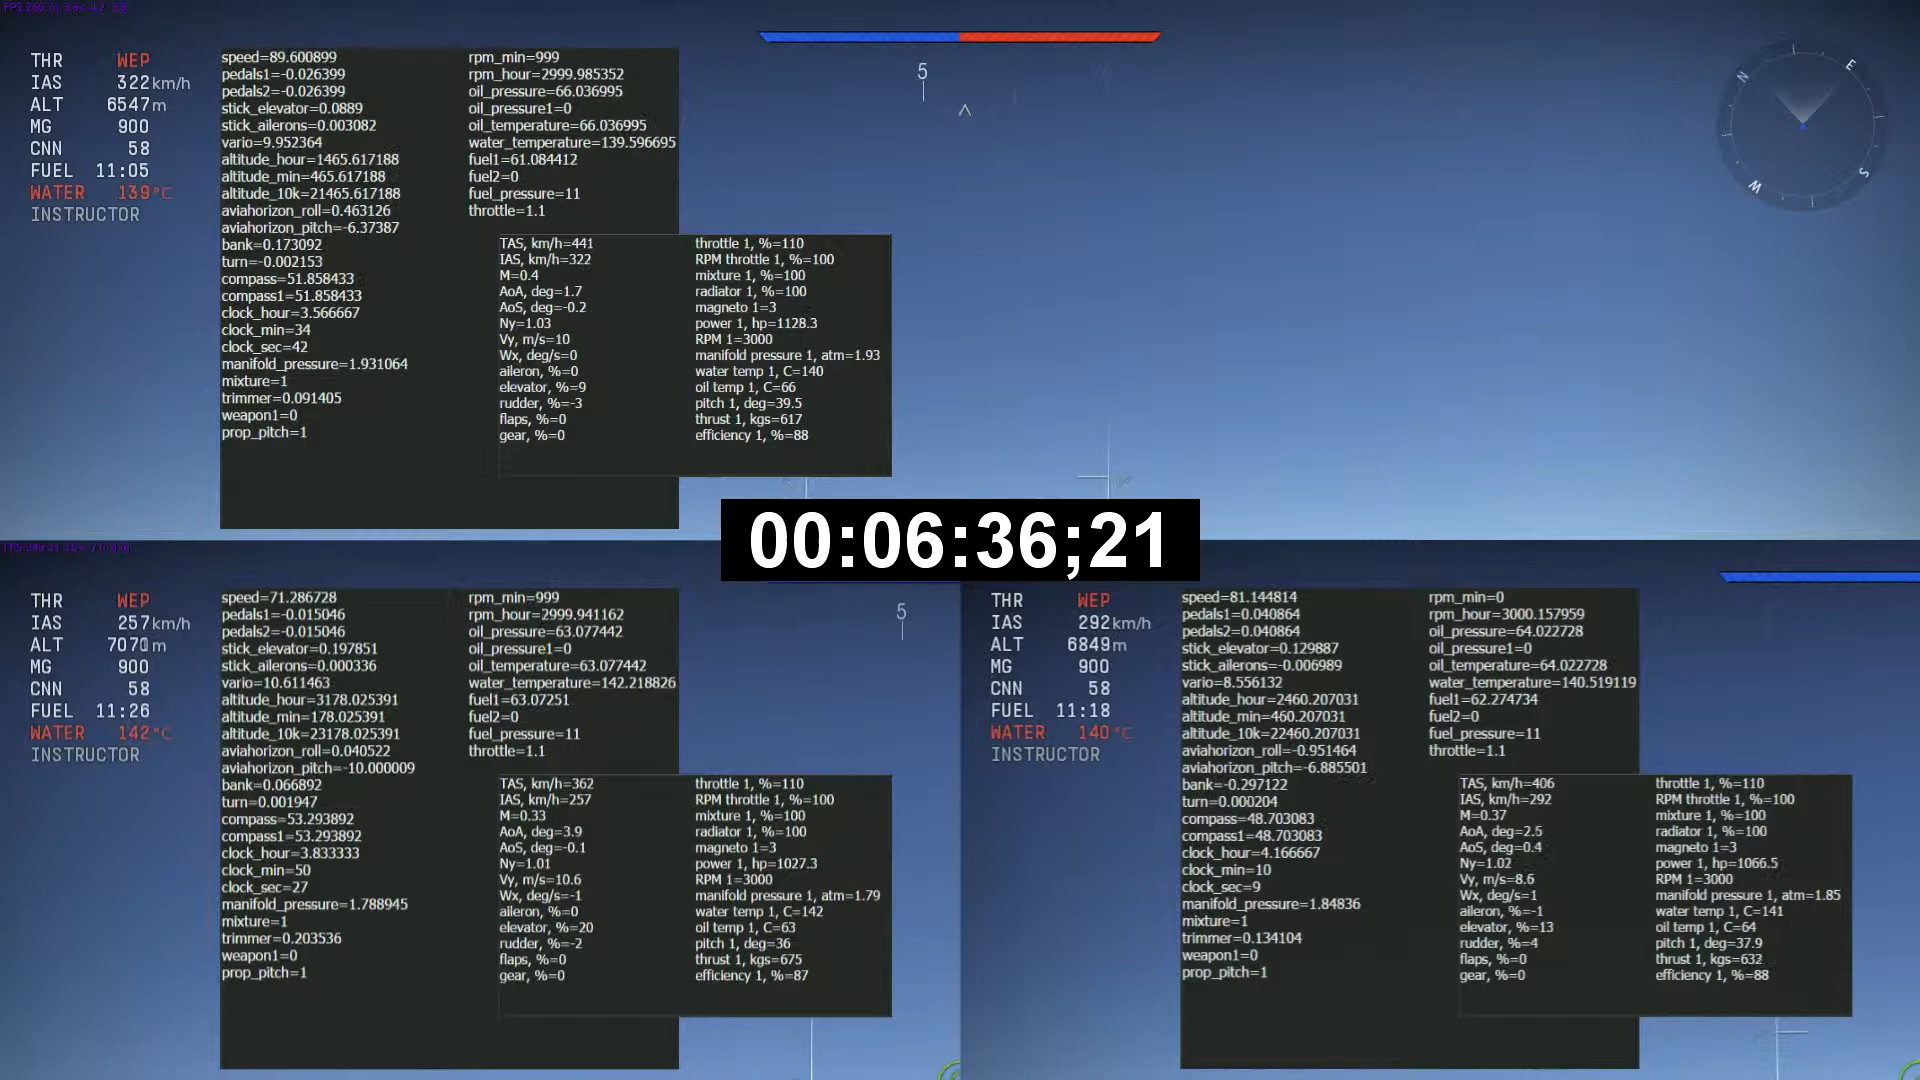 THR WEP
IAS 322km/h
ALT 6547m
MG 900
CNN 58
FUEL 11:05
WATER 139°C
INSTRUCTOR
speed=89.600899
pedals1=-0.026399
pedals2=-0.026399
stick_elevator=0.0889
stick_ailerons=0.003082
vario=9.952364
altitude_hour=1465.617188
altitude_min=465.617188
altitude_10k=21465.617188
aviahorizon_roll=0.463126
aviahorizon_pitch=-6.37387
bank=0.173092
turn=-0.002153
compass=51.858433
compass1=51.858433
clock_hour=3.566667
clock_min=34
clock_sec=42
manifold_pressure=1.931064
mixture=1
trimmer=0.091405
weapon1=0
prop_pitch=1
rpm_min=999
rpm_hour=2999.985352
oil_pressure=66.036995
oil_pressure1=0
oil_temperature=66.036995
water_temperature=139.596695
fuel1=61.084412
fuel2=0
fuel_pressure=11
throttle=1.1
TAS, km/h=441
IAS, km/h=322
M=0.4
AoA, deg=1.7
AoS, deg=-0.2
Ny=1.03
Vy, m/s=10
Wx, deg/s=0
aileron, %=0
elevator, %=9
rudder, %=-3
flaps, %=0
gear, %=0
throttle 1, %=110
RPM throttle 1, %=100
mixture 1, %=100
radiator 1, %=100
magneto 1=3
power 1, hp=1128.3
RPM 1=3000
manifold pressure 1, atm=1.93
water temp 1, C=140
oil temp 1, C=66
pitch 1, deg=39.5
thrust 1, kgs=617
efficiency 1, %=88
5
N
E
S
W
00:06:36;21
THR WEP
IAS 257km/h
ALT 7070m
MG 900
CNN 58
FUEL 11:26
WATER 142°C
INSTRUCTOR
speed=71.286728
pedals1=-0.015046
pedals2=-0.015046
stick_elevator=0.197851
stick_ailerons=0.000336
vario=10.611463
altitude_hour=3178.025391
altitude_min=178.025391
altitude_10k=23178.025391
aviahorizon_roll=0.040522
aviahorizon_pitch=-10.000009
bank=0.066892
turn=0.001947
compass=53.293892
compass1=53.293892
clock_hour=3.833333
clock_min=50
clock_sec=27
manifold_pressure=1.788945
mixture=1
trimmer=0.203536
weapon1=0
prop_pitch=1
rpm_min=999
rpm_hour=2999.941162
oil_pressure=63.077442
oil_pressure1=0
oil_temperature=63.077442
water_temperature=142.218826
fuel1=63.07251
fuel2=0
fuel_pressure=11
throttle=1.1
TAS, km/h=362
IAS, km/h=257
M=0.33
AoA, deg=3.9
AoS, deg=-0.1
Ny=1.01
Vy, m/s=10.6
Wx, deg/s=-1
aileron, %=0
elevator, %=20
rudder, %=-2
flaps, %=0
gear, %=0
throttle 1, %=110
RPM throttle 1, %=100
mixture 1, %=100
radiator 1, %=100
magneto 1=3
power 1, hp=1027.3
RPM 1=3000
manifold pressure 1, atm=1.79
water temp 1, C=142
oil temp 1, C=63
pitch 1, deg=36
thrust 1, kgs=675
efficiency 1, %=87
5
THR WEP
IAS 292km/h
ALT 6849m
MG 900
CNN 58
FUEL 11:18
WATER 140°C
INSTRUCTOR
speed=81.144814
pedals1=0.040864
pedals2=0.040864
stick_elevator=0.129887
stick_ailerons=-0.006989
vario=8.556132
altitude_hour=2460.207031
altitude_min=460.207031
altitude_10k=22460.207031
aviahorizon_roll=-0.951464
aviahorizon_pitch=-6.885501
bank=-0.297122
turn=0.000204
compass=48.703083
compass1=48.703083
clock_hour=4.166667
clock_min=10
clock_sec=9
manifold_pressure=1.84836
mixture=1
trimmer=0.134104
weapon1=0
prop_pitch=1
rpm_min=0
rpm_hour=3000.157959
oil_pressure=64.022728
oil_pressure1=0
oil_temperature=64.022728
water_temperature=140.519119
fuel1=62.274734
fuel2=0
fuel_pressure=11
throttle=1.1
TAS, km/h=406
IAS, km/h=292
M=0.37
AoA, deg=2.5
AoS, deg=0.4
Ny=1.02
Vy, m/s=8.6
Wx, deg/s=1
aileron, %=-1
elevator, %=13
rudder, %=4
flaps, %=0
gear, %=0
throttle 1, %=110
RPM throttle 1, %=100
mixture 1, %=100
radiator 1, %=100
magneto 1=3
power 1, hp=1066.5
RPM 1=3000
manifold pressure 1, atm=1.85
water temp 1, C=141
oil temp 1, C=64
pitch 1, deg=37.9
thrust 1, kgs=632
efficiency 1, %=88